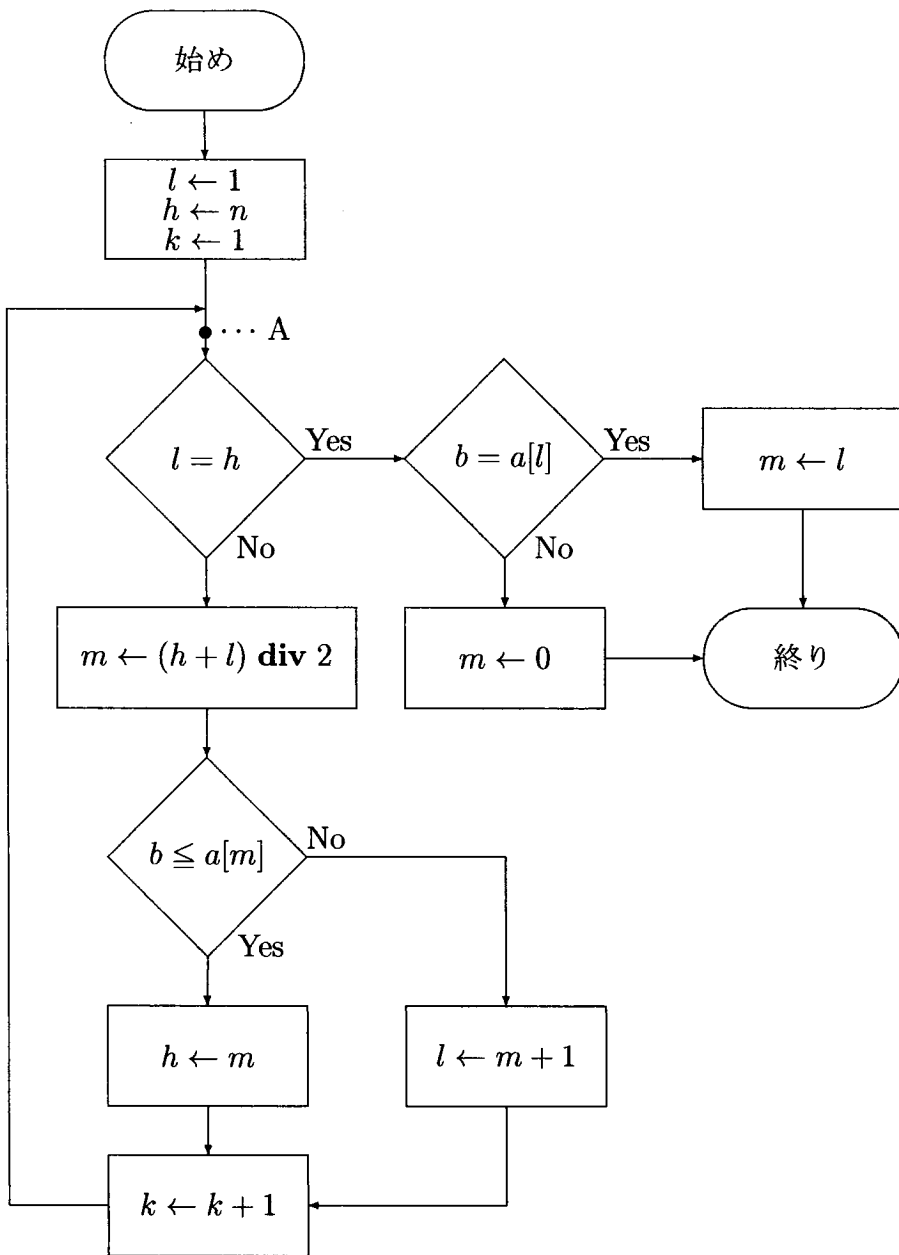 始め
l ← 1
h ← n
k ← 1
··· A
l = h
Yes
b = a[l]
Yes
m ← l
No
No
m ← (h + l) div 2
m ← 0
終り
b ≦ a[m]
No
Yes
h ← m
l ← m + 1
k ← k + 1